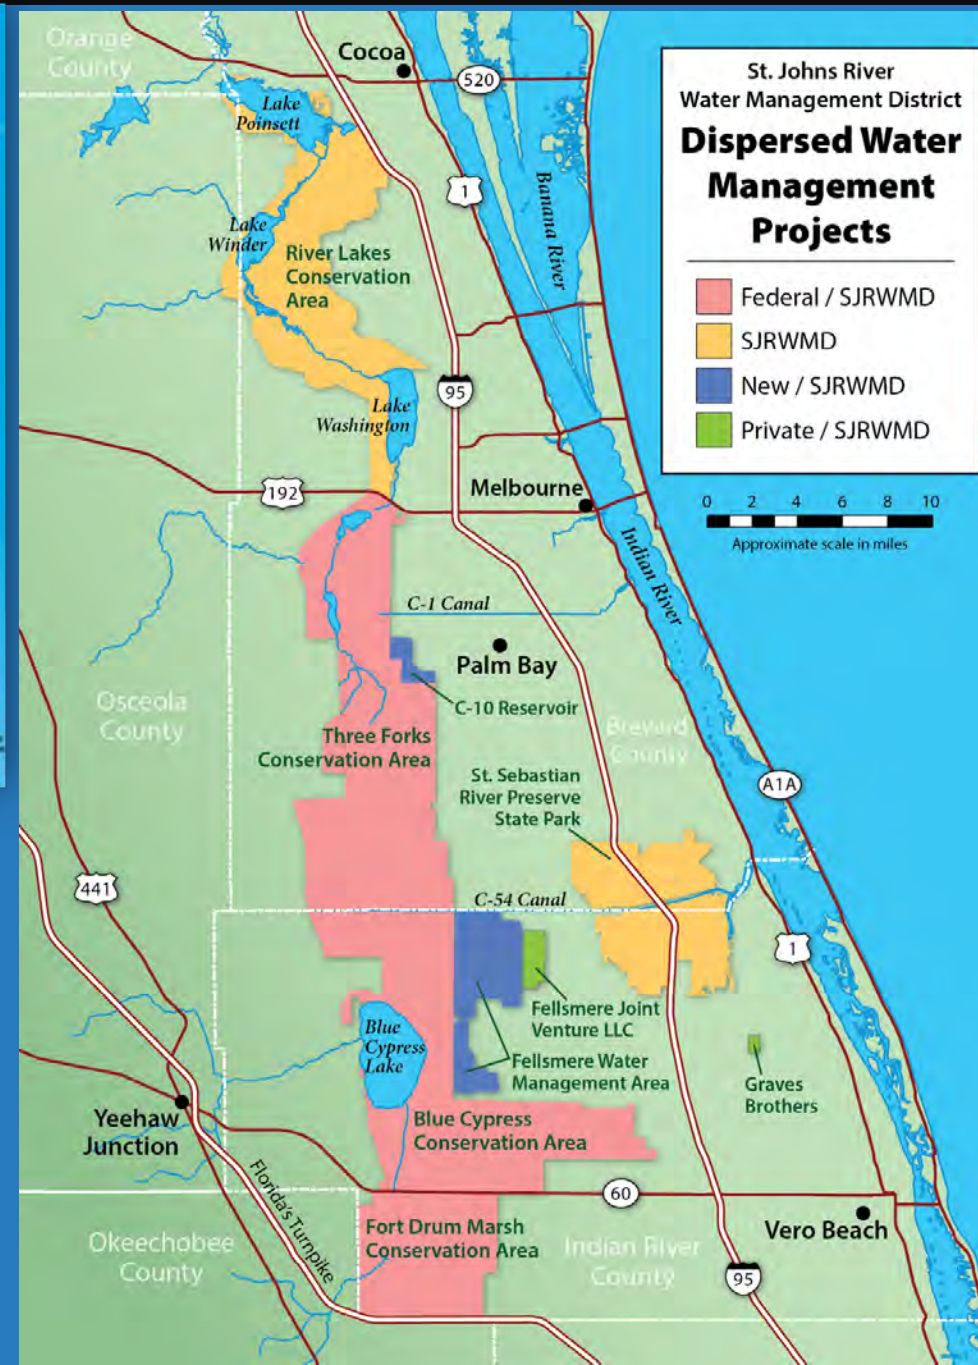 Orange
County
Cocoa
520
Lake
Poinsett
1
Banana River
Lake
Winder
River Lakes
Conservation
Area
95
Lake
Washington
192
Melbourne
Indian River
C-1 Canal
Palm Bay
C-10 Reservoir
Osceola
County
Three Forks
Conservation Area
Brevard
County
St. Sebastian
River Preserve
State Park
A1A
441
C-54 Canal
1
Fellsmere Joint
Venture LLC
Blue
Cypress
Lake
Fellsmere Water
Management Area
Graves
Brothers
Yeehaw
Junction
Blue Cypress
Conservation Area
Florida's Turnpike
60
Vero Beach
Fort Drum Marsh
Conservation Area
Okeechobee
County
Indian River
County
95
St. Johns River
Water Management District
Dispersed Water
Management
Projects
Federal / SJRWMD
SJRWMD
New / SJRWMD
Private / SJRWMD
0 2 4 6 8 10
Approximate scale in miles